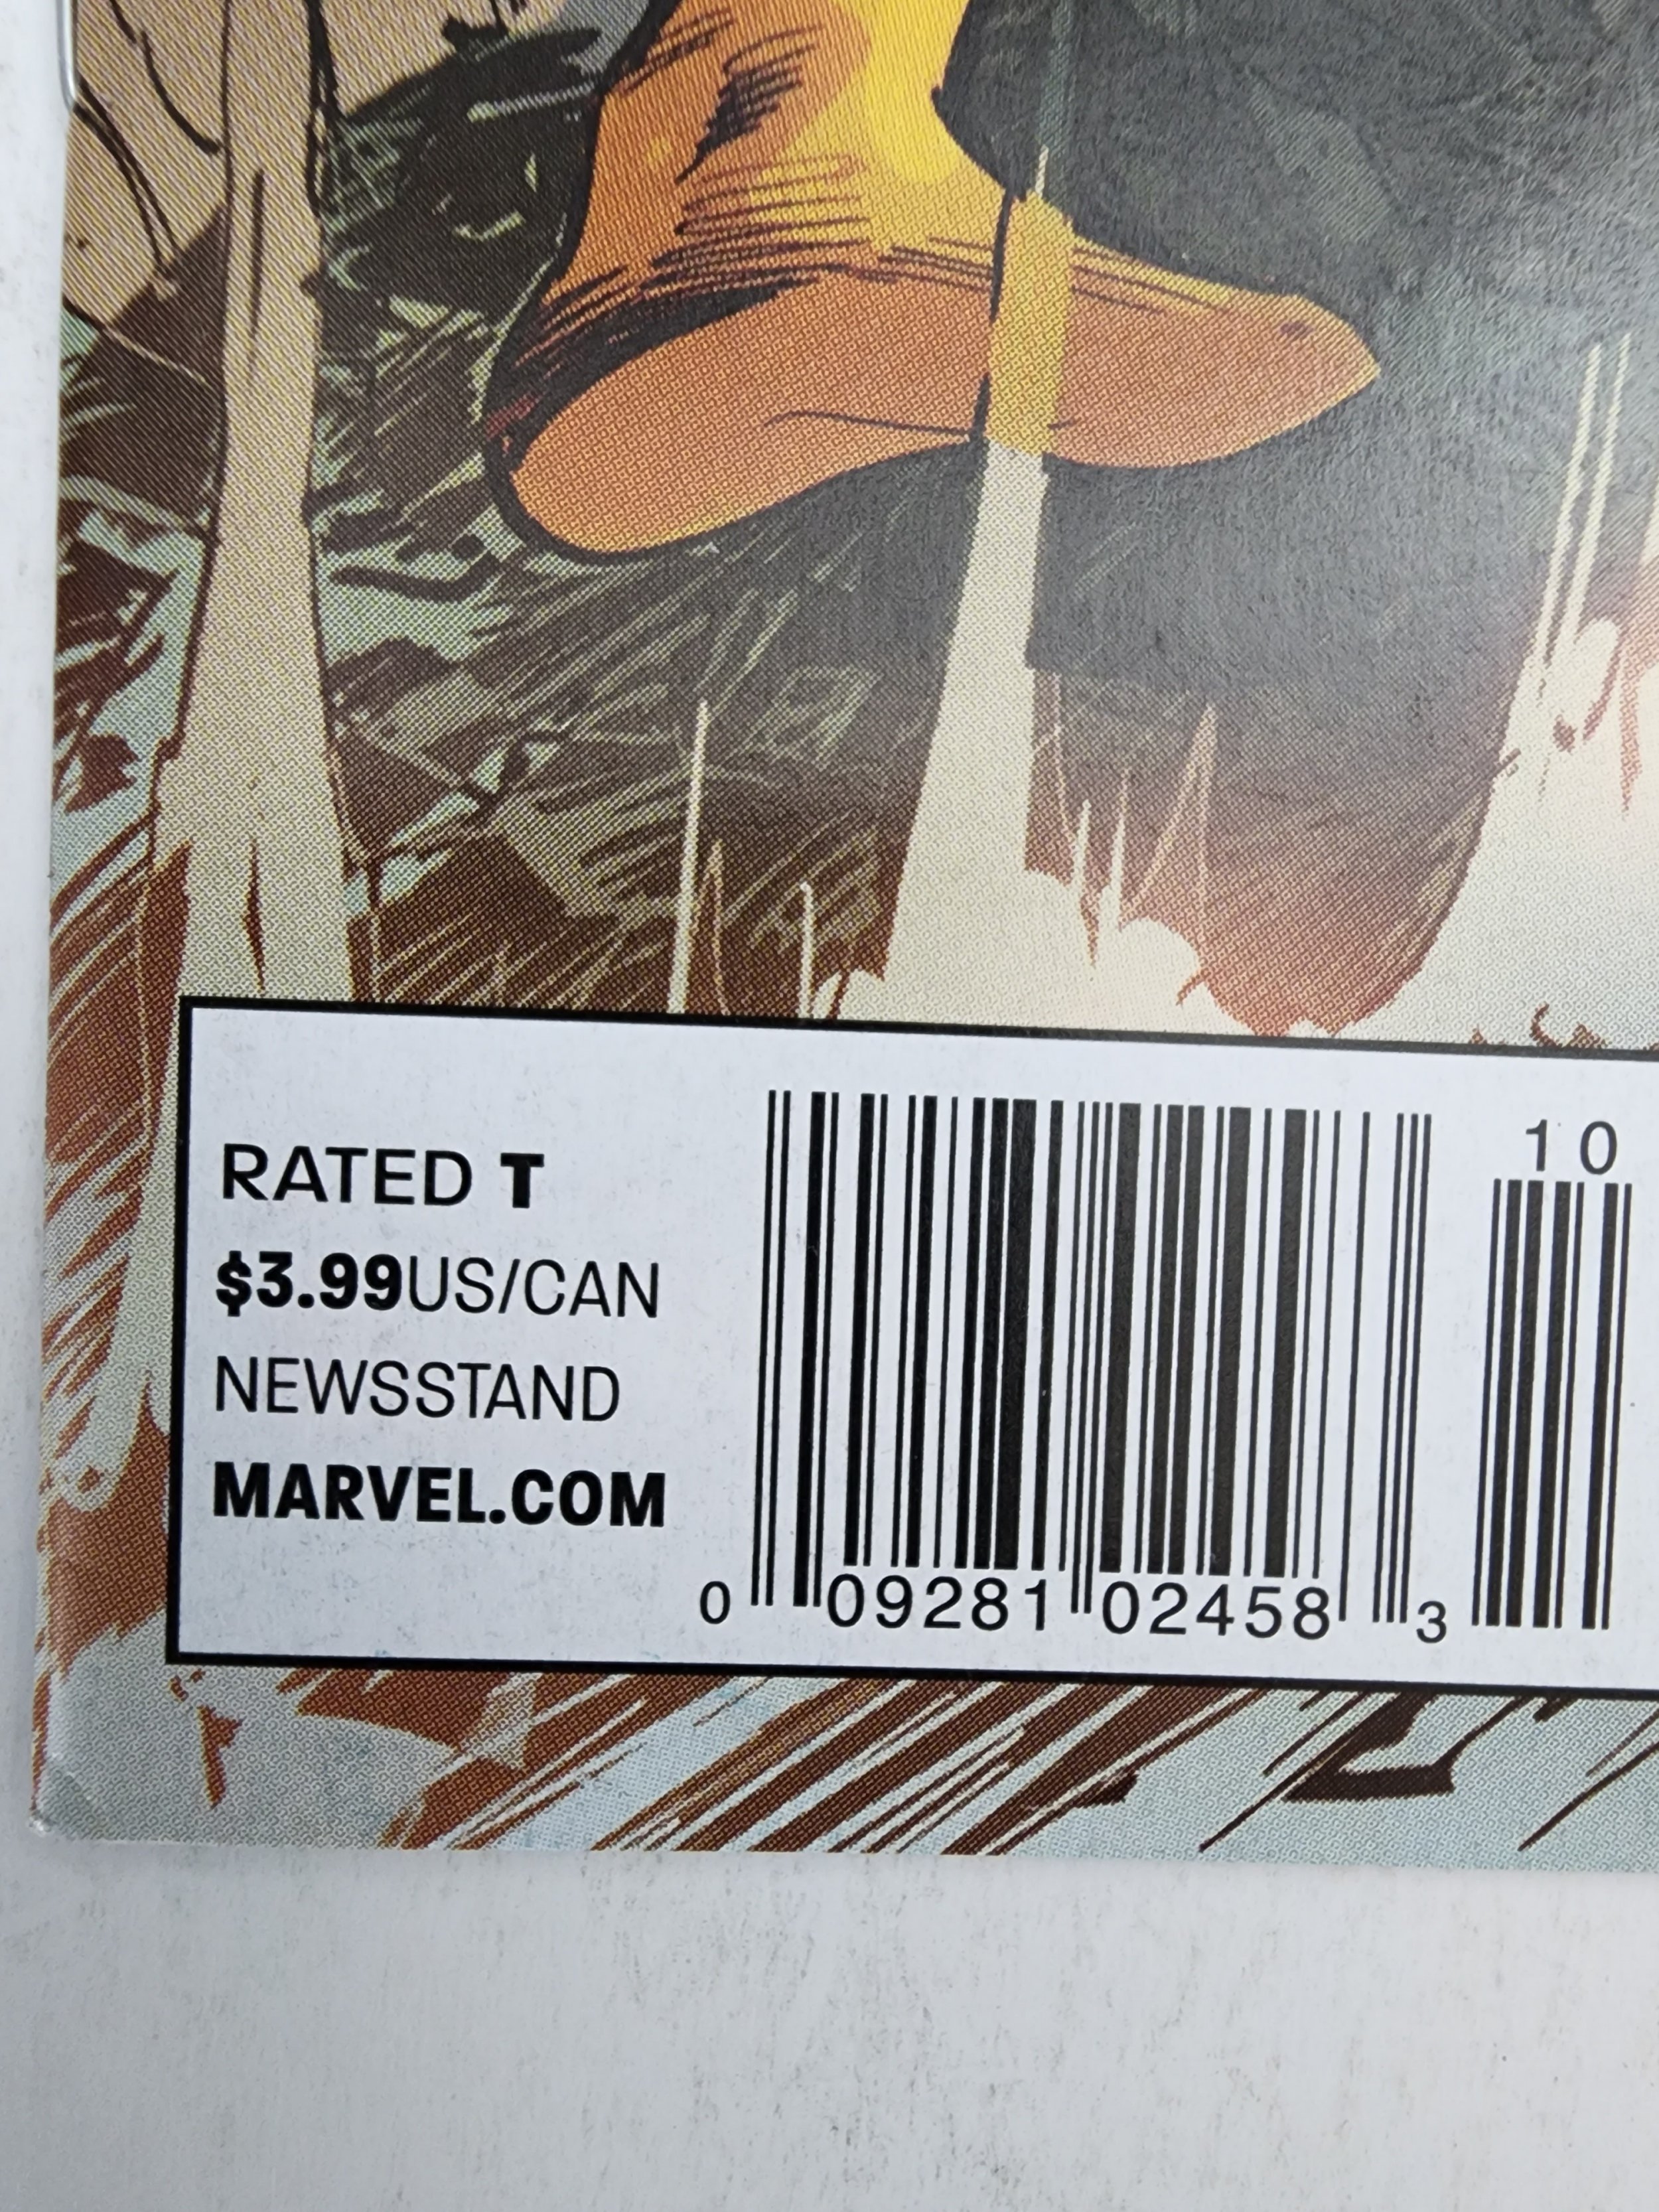 RATED T
$3.99US/CAN
NEWSSTAND
MARVEL.COM
10
0 09281 02458 3